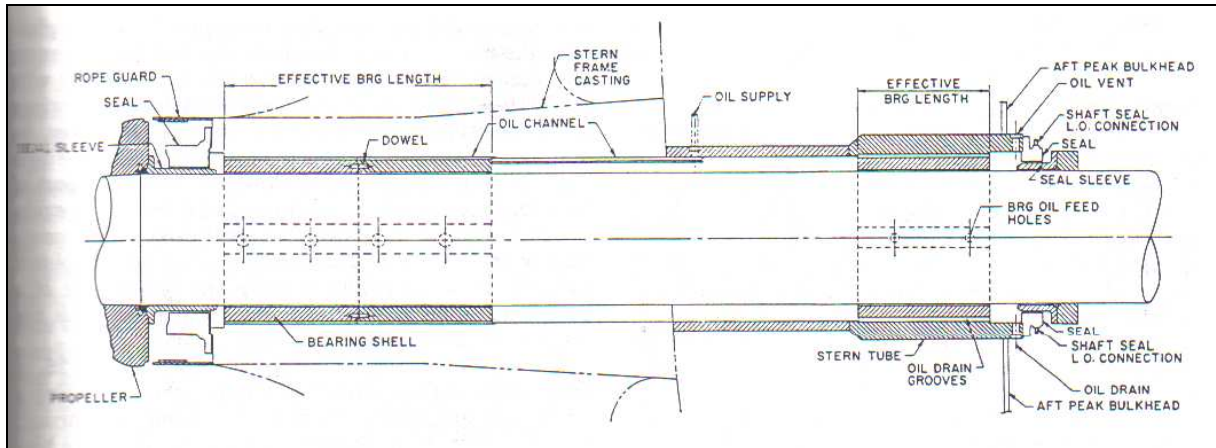 ROPE GUARD
SEAL
SEAL SLEEVE
EFFECTIVE BRG LENGTH
STERN
FRAME
CASTING
DOWEL
OIL CHANNEL
OIL SUPPLY
EFFECTIVE
BRG LENGTH
AFT PEAK BULKHEAD
OIL VENT
SHAFT SEAL
L.O. CONNECTION
SEAL
SEAL SLEEVE
BRG OIL FEED
HOLES
BEARING SHELL
PROPELLER
STERN TUBE
OIL DRAIN
GROOVES
SEAL
SHAFT SEAL
L.O. CONNECTION
OIL DRAIN
AFT PEAK BULKHEAD